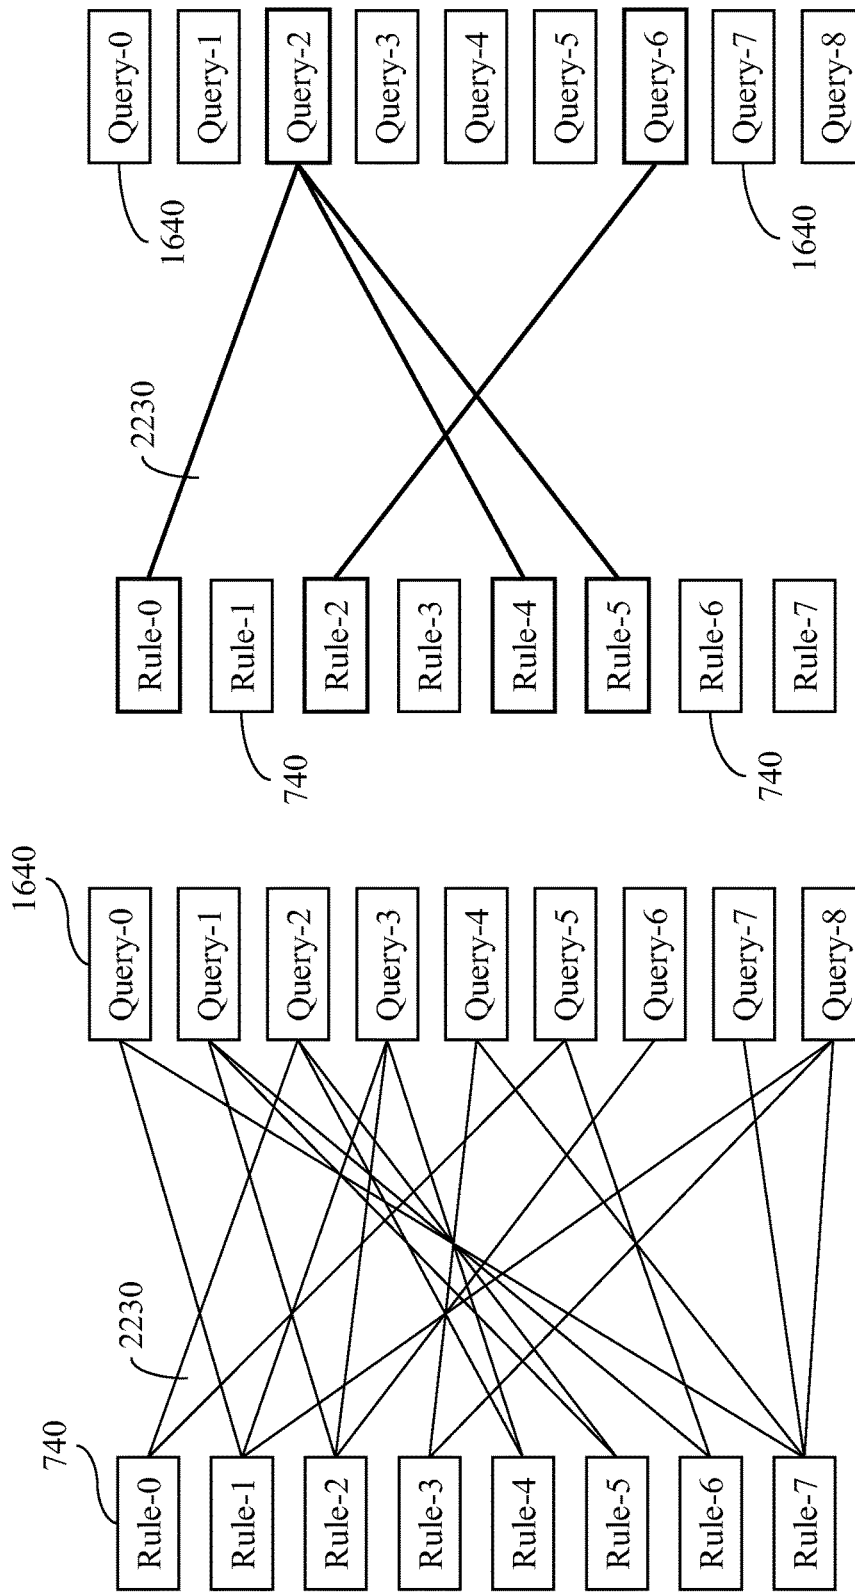 740
Rule-0
Rule-1
Rule-2
Rule-3
Rule-4
Rule-5
Rule-6
Rule-7
2230
1640
Query-0
Query-1
Query-2
Query-3
Query-4
Query-5
Query-6
Query-7
Query-8
Rule-0
Rule-1
Rule-2
Rule-3
Rule-4
Rule-5
Rule-6
Rule-7
740
740
2230
Query-0
Query-1
Query-2
Query-3
Query-4
Query-5
Query-6
Query-7
Query-8
1640
1640